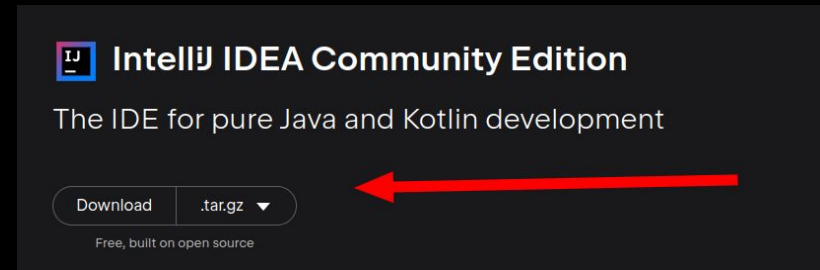 IJ IntelliJ IDEA Community Edition
The IDE for pure Java and Kotlin development
Download .tar.gz
Free, built on open source